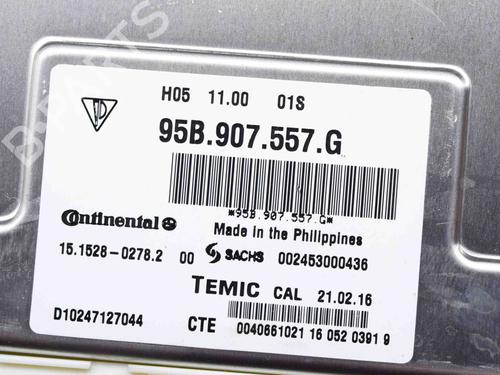 H05 11.00 01S
95B.907.557.G
*95B.907.557.G*
Continental
Made in the Philippines
15.1528-0278.2 00 SACHS 002453000436
TEMIC CAL 21.02.16
D10247127044 CTE 0040661021 16 052 0391 9
B-PARTS